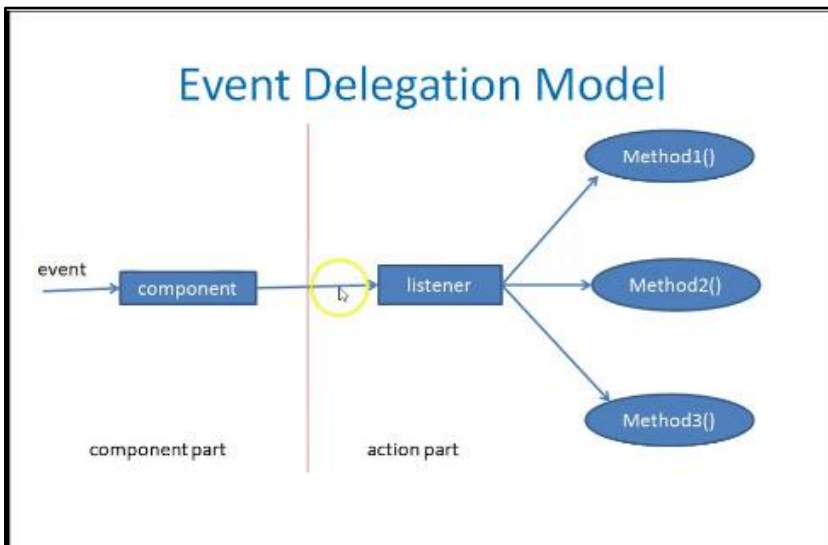 Event Delegation Model
Method1()
event
component
listener
Method2()
Method3()
component part
action part